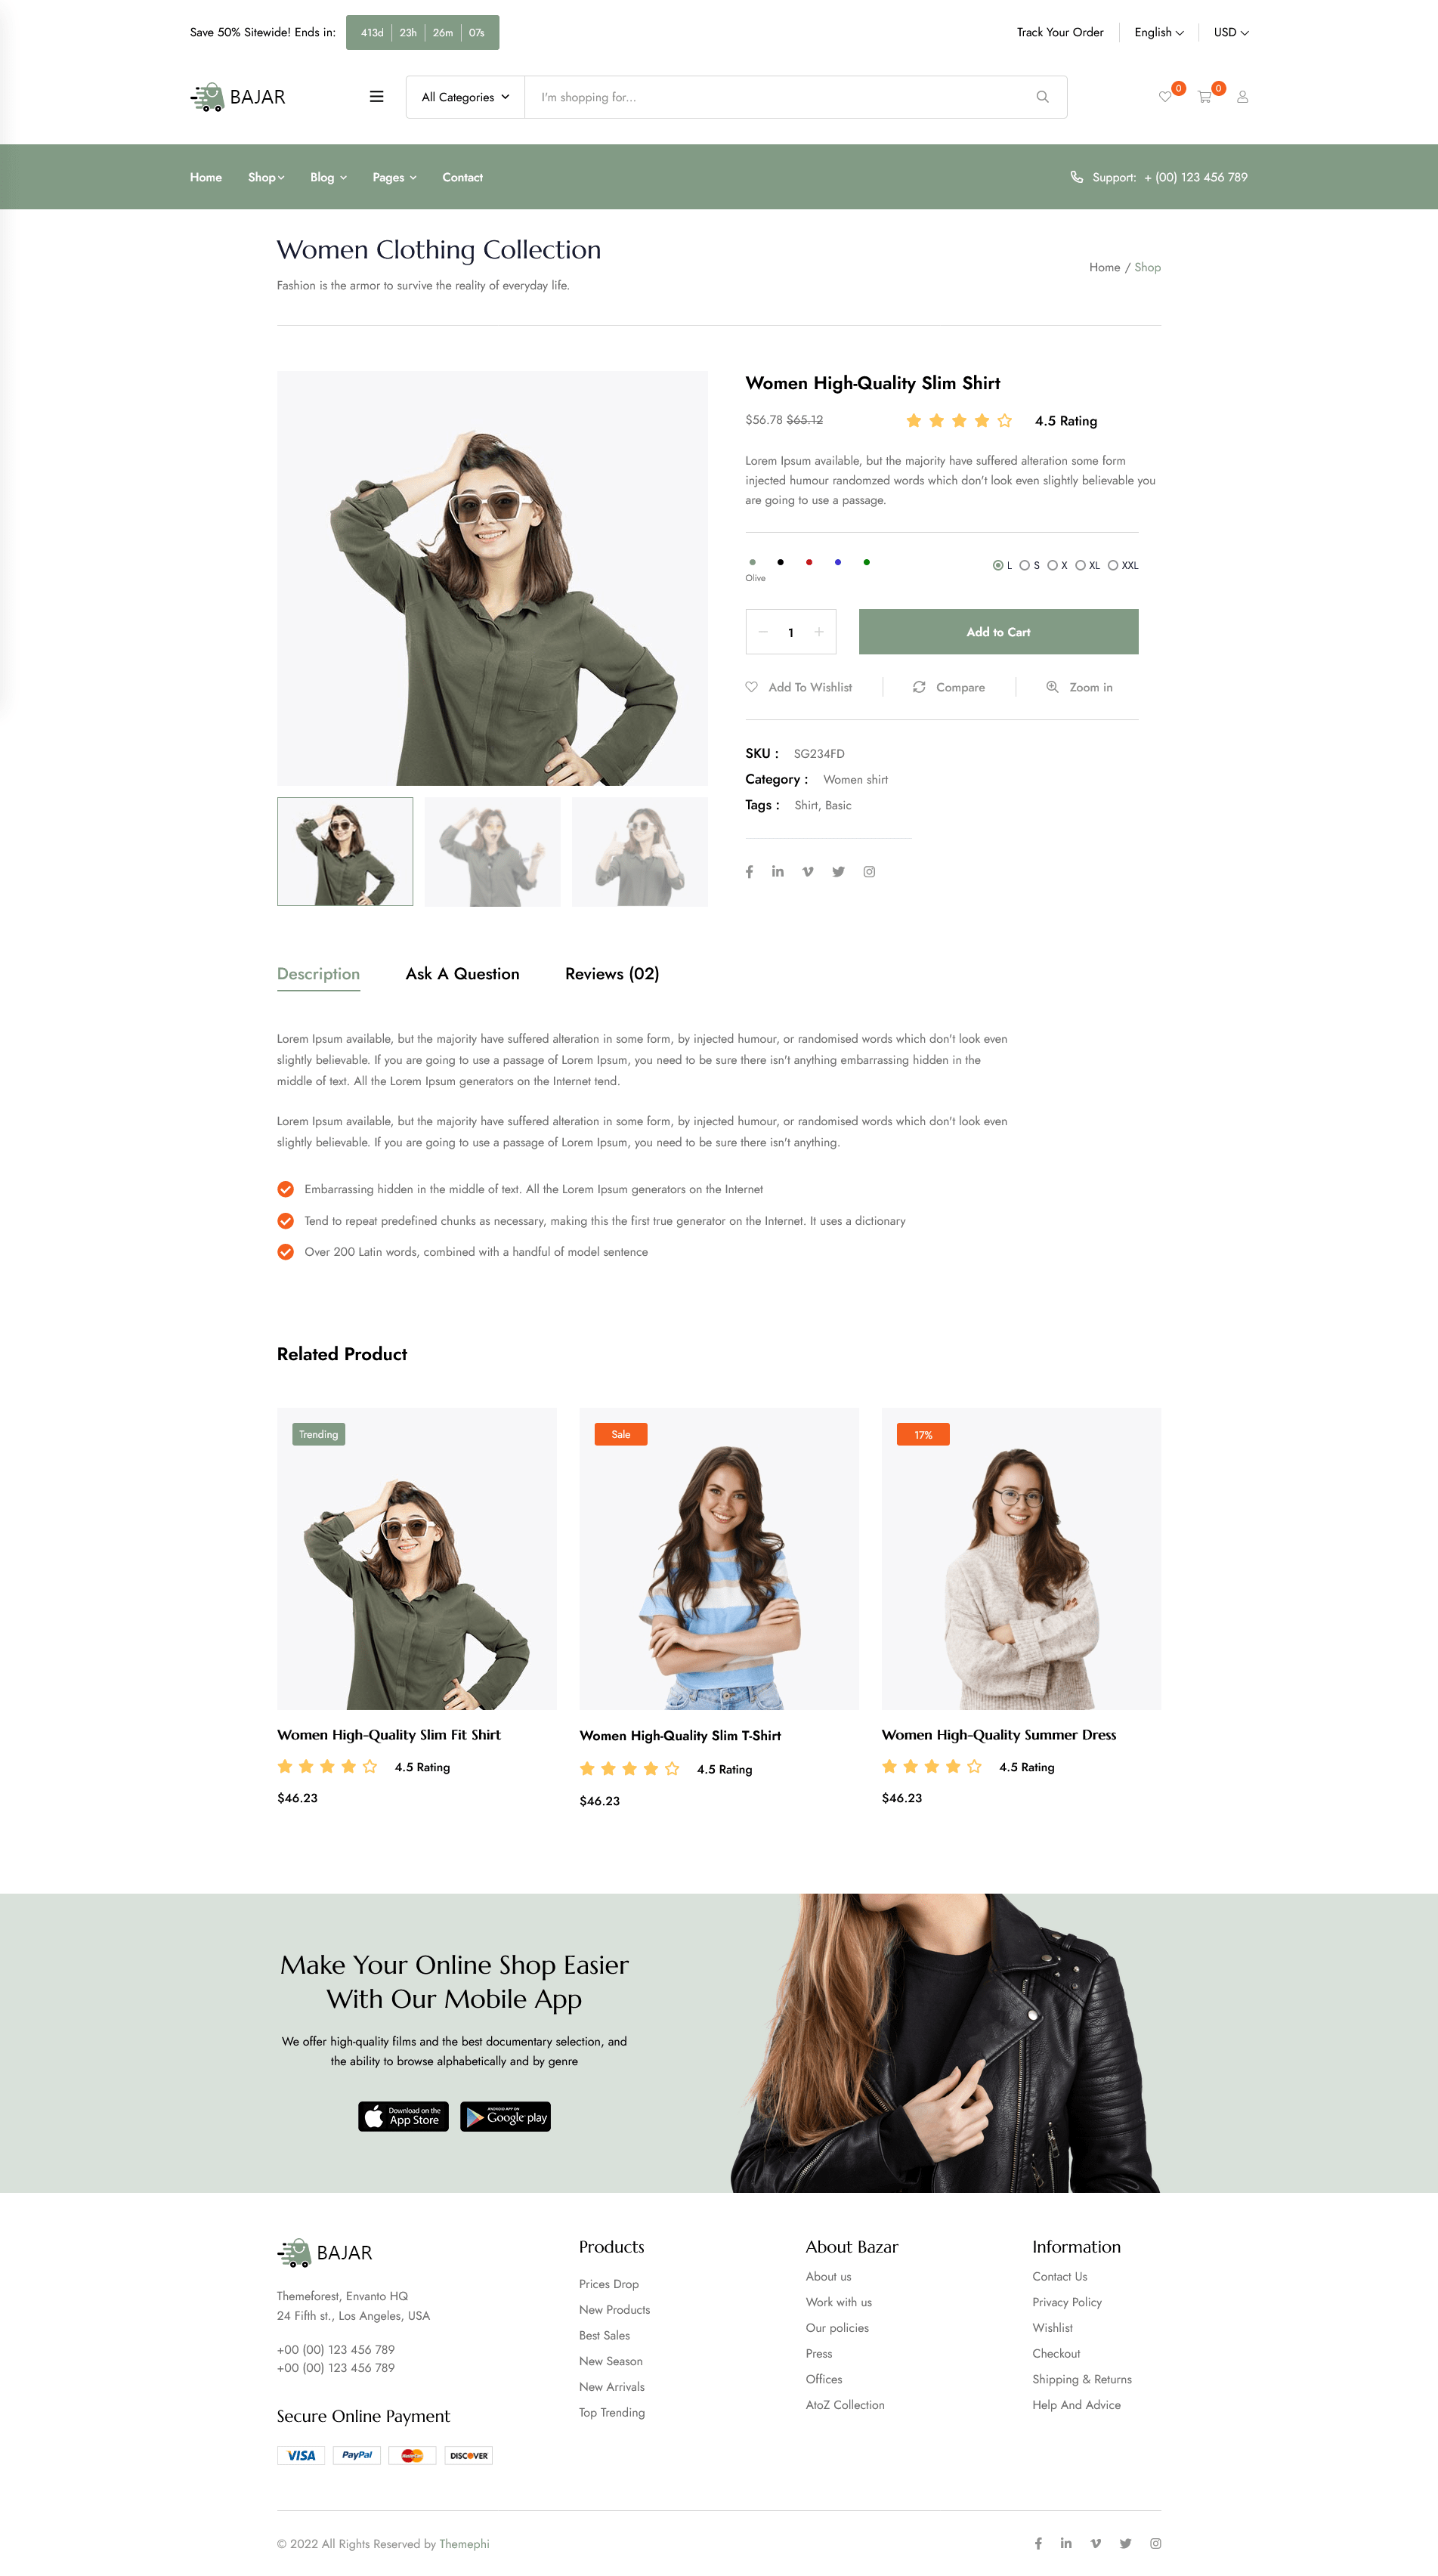 Save 50% Sitewide! Ends in: 413d 23h 26m 07s
Track Your Order English USD
BAJAR
All Categories I'm shopping for...
0 0
Home Shop Blog Pages Contact
Support: + (00) 123 456 789
Women Clothing Collection
Fashion is the armor to survive the reality of everyday life.
Home / Shop
Women High-Quality Slim Shirt
$56.78 $65.12 4.5 Rating
Lorem Ipsum available, but the majority have suffered alteration some form
injected humour randomzed words which don't look even slightly believable you
are going to use a passage.
Olive
L S X XL XXL
1 Add to Cart
Add To Wishlist Compare Zoom in
SKU : SG234FD
Category : Women shirt
Tags : Shirt, Basic
Description Ask A Question Reviews (02)
Lorem Ipsum available, but the majority have suffered alteration in some form, by injected humour, or randomised words which don't look even
slightly believable. If you are going to use a passage of Lorem Ipsum, you need to be sure there isn't anything embarrassing hidden in the
middle of text. All the Lorem Ipsum generators on the Internet tend.
Lorem Ipsum available, but the majority have suffered alteration in some form, by injected humour, or randomised words which don't look even
slightly believable. If you are going to use a passage of Lorem Ipsum, you need to be sure there isn't anything.
Embarrassing hidden in the middle of text. All the Lorem Ipsum generators on the Internet
Tend to repeat predefined chunks as necessary, making this the first true generator on the Internet. It uses a dictionary
Over 200 Latin words, combined with a handful of model sentence
Related Product
Trending
Women High-Quality Slim Fit Shirt
4.5 Rating
$46.23
Sale
Women High-Quality Slim T-Shirt
4.5 Rating
$46.23
17%
Women High-Quality Summer Dress
4.5 Rating
$46.23
Make Your Online Shop Easier
With Our Mobile App
We offer high-quality films and the best documentary selection, and
the ability to browse alphabetically and by genre
Download on the
App Store
ANDROID APP ON
Google play
BAJAR
Themeforest, Envanto HQ
24 Fifth st., Los Angeles, USA
+00 (00) 123 456 789
+00 (00) 123 456 789
Secure Online Payment
VISA PayPal MasterCard DISCOVER
Products
Prices Drop
New Products
Best Sales
New Season
New Arrivals
Top Trending
About Bazar
About us
Work with us
Our policies
Press
Offices
AtoZ Collection
Information
Contact Us
Privacy Policy
Wishlist
Checkout
Shipping & Returns
Help And Advice
© 2022 All Rights Reserved by Themephi